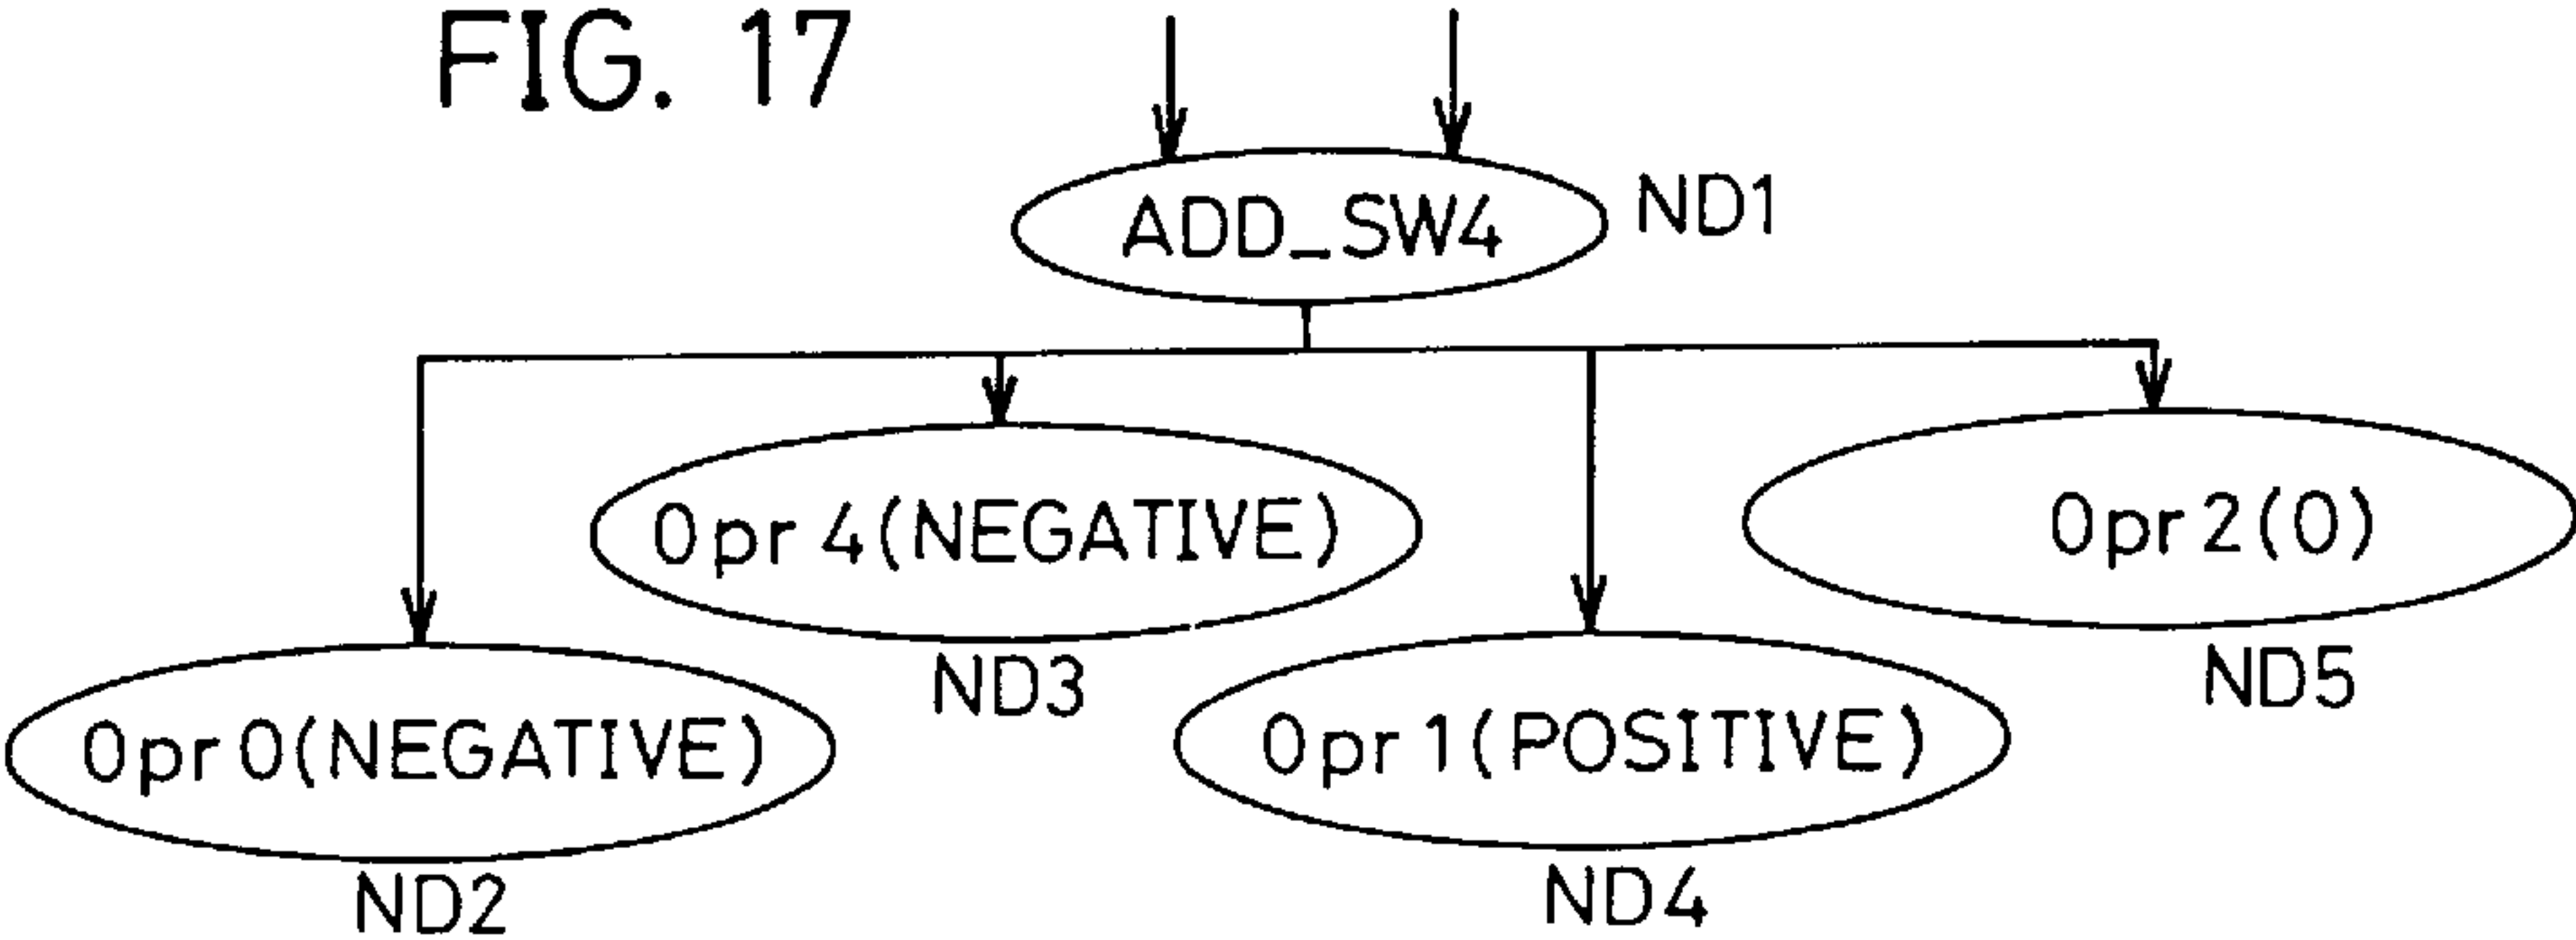 FIG. 17
ADD_SW4
ND1
Opr 4(NEGATIVE)
Opr 2(0)
ND3
ND5
Opr 0(NEGATIVE)
Opr 1(POSITIVE)
ND2
ND4